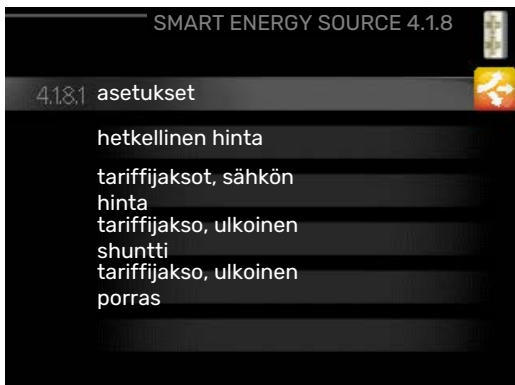 SMART ENERGY SOURCE 4.1.8
4.1.8.1 asetukset
hetkellinen hinta
tariffijaksot, sähkön
hinta
tariffijakso, ulkoinen
shuntti
tariffijakso, ulkoinen
porras